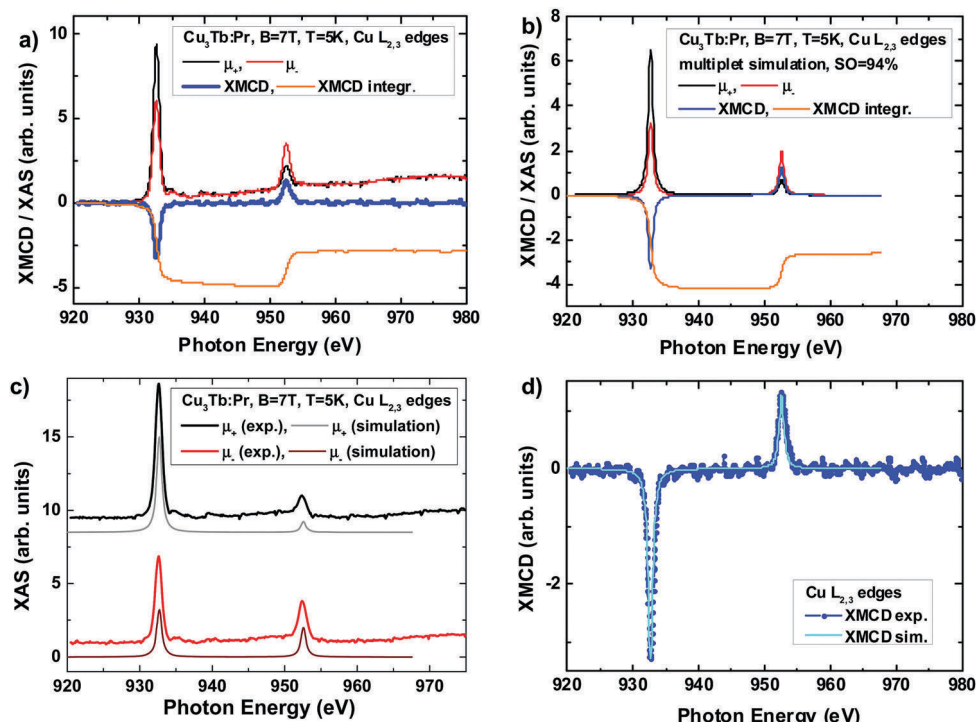 a)
Cu3Tb:Pr, B=7T, T=5K, Cu L2,3 edges
μ+, μ-
XMCD, XMCD integr.
XMCD / XAS (arb. units)
10
5
0
-5
920 930 940 950 960 970 980
Photon Energy (eV)
b)
Cu3Tb:Pr, B=7T, T=5K, Cu L2,3 edges
multiplet simulation, SO=94%
μ+, μ-
XMCD, XMCD integr.
XMCD / XAS (arb. units)
8
6
4
2
0
-2
-4
920 930 940 950 960 970 980
Photon Energy (eV)
c)
Cu3Tb:Pr, B=7T, T=5K, Cu L2,3 edges
μ+ (exp.), μ+ (simulation)
μ- (exp.), μ- (simulation)
XAS (arb. units)
15
10
5
0
920 930 940 950 960 970
Photon Energy (eV)
d)
XMCD (arb. units)
0
-2
Cu L2,3 edges
XMCD exp.
XMCD sim.
920 930 940 950 960 970 980
Photon Energy (eV)